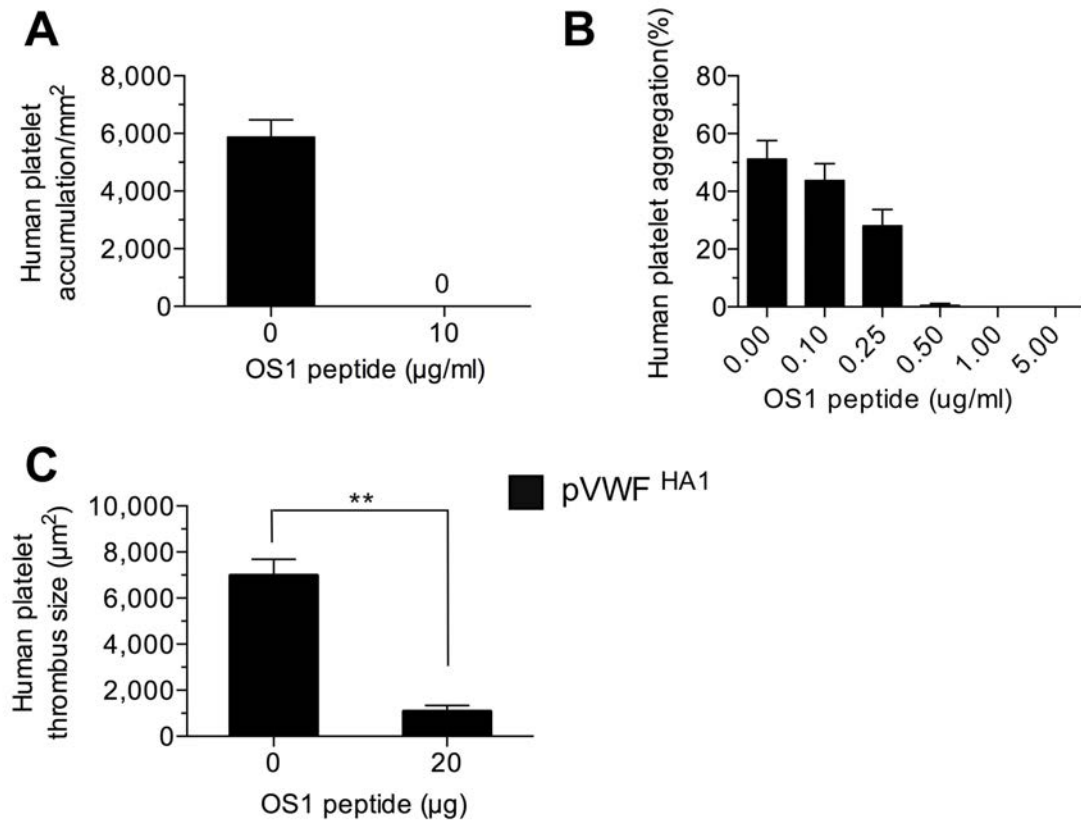 A
Human platelet
accumulation/mm²
8,000
6,000
4,000
2,000
0
0
0
10
OS1 peptide (µg/ml)
B
Human platelet aggregation(%)
80
60
40
20
0
0.00
0.10
0.25
0.50
1.00
5.00
OS1 peptide (ug/ml)
C
Human platelet
thrombus size (µm²)
10,000
8,000
6,000
4,000
2,000
0
**
0
20
OS1 peptide (µg)
pVWF HA1